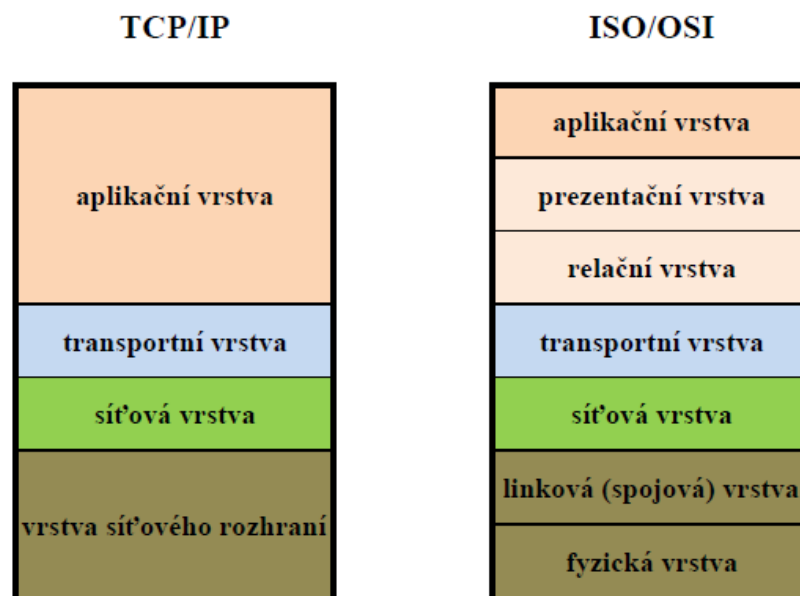 TCP/IP
aplikační vrstva
transportní vrstva
síťová vrstva
vrstva síťového rozhraní
ISO/OSI
aplikační vrstva
prezentační vrstva
relační vrstva
transportní vrstva
síťová vrstva
linková (spojová) vrstva
fyzická vrstva